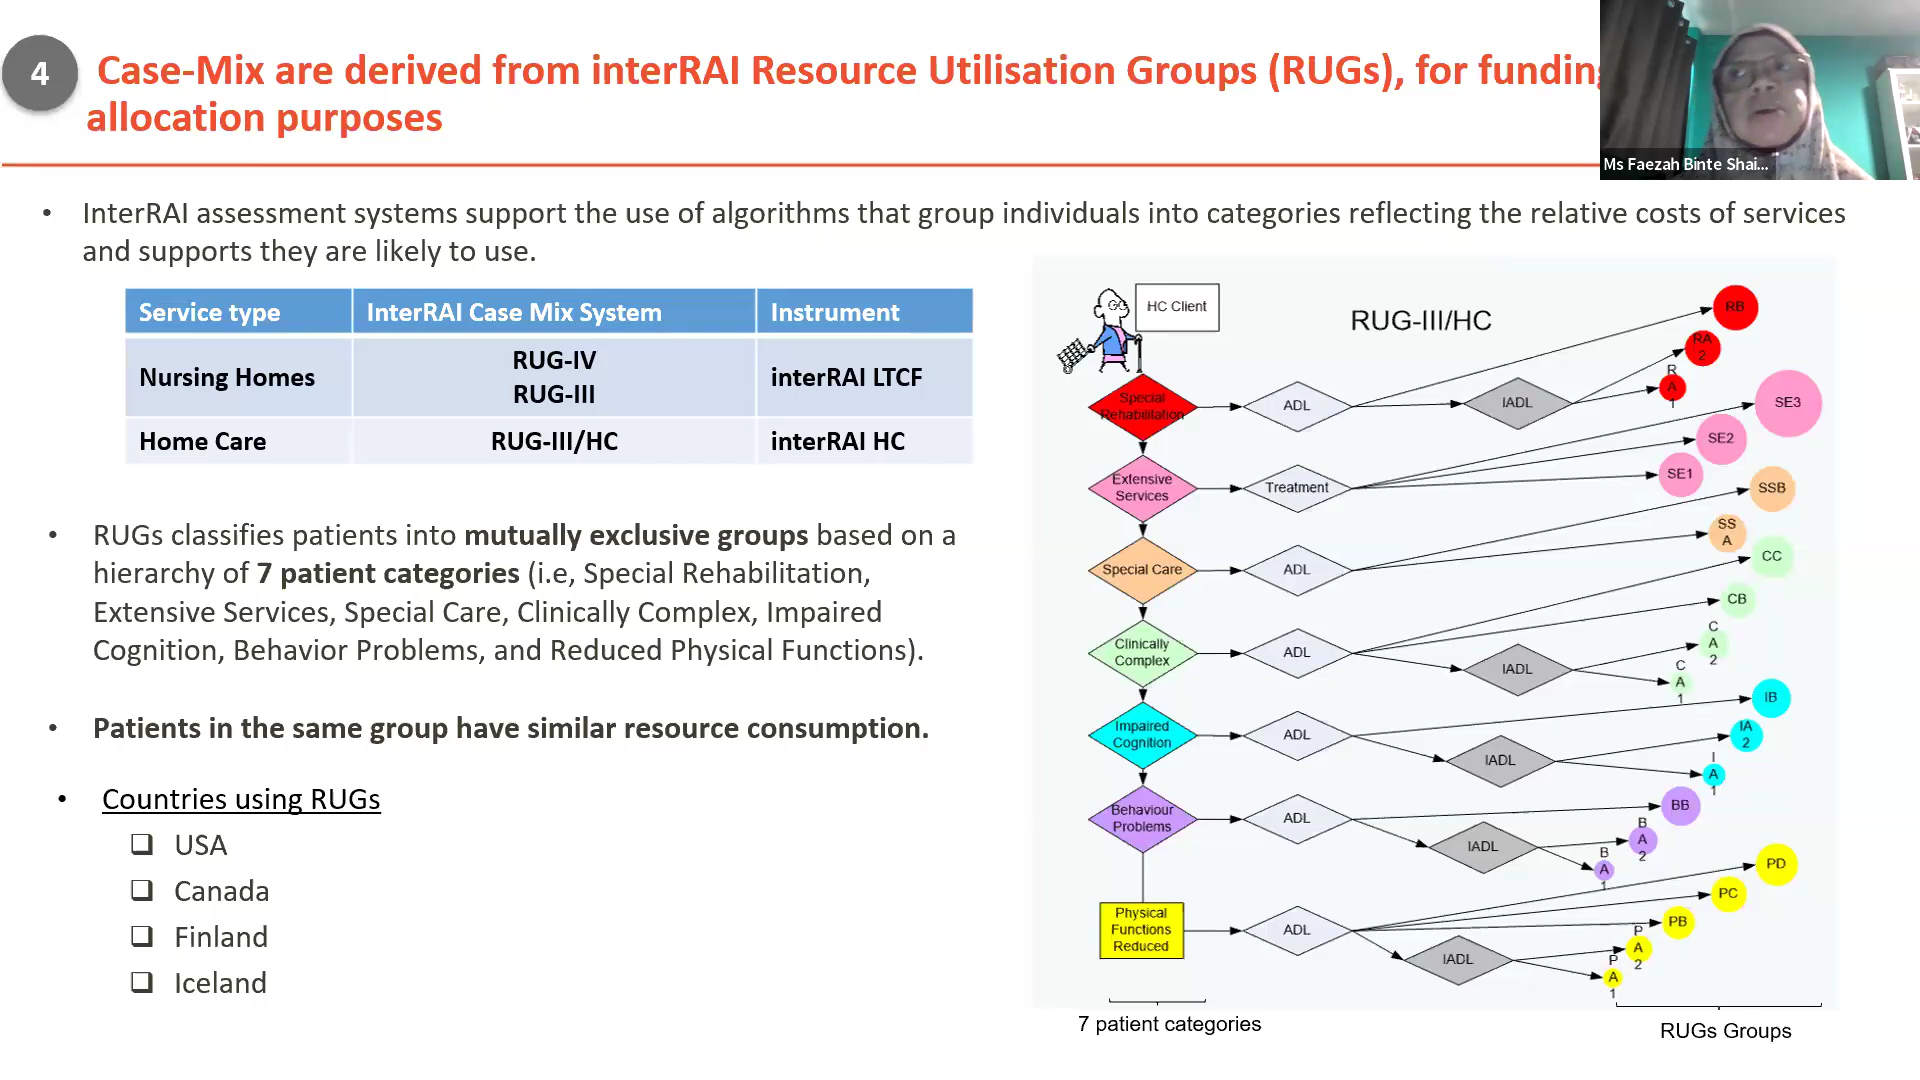 4
Case-Mix are derived from interRAI Resource Utilisation Groups (RUGs), for funding
allocation purposes
Ms Faezah Binte Shai...
• InterRAI assessment systems support the use of algorithms that group individuals into categories reflecting the relative costs of services
and supports they are likely to use.
Service type InterRAI Case Mix System Instrument
Nursing Homes RUG-IV interRAI LTCF
RUG-III
Home Care RUG-III/HC interRAI HC
• RUGs classifies patients into mutually exclusive groups based on a
hierarchy of 7 patient categories (i.e, Special Rehabilitation,
Extensive Services, Special Care, Clinically Complex, Impaired
Cognition, Behavior Problems, and Reduced Physical Functions).
• Patients in the same group have similar resource consumption.
• Countries using RUGs
❑ USA
❑ Canada
❑ Finland
❑ Iceland
HC Client
RUG-III/HC
Special
Rehabilitation
ADL
IADL
RB
RA
2
R
A
1
Extensive
Services
Treatment
SE3
SE2
SE1
Special Care
ADL
SSB
SS
A
Clinically
Complex
ADL
IADL
CC
CB
C
A
2
C
A
1
Impaired
Cognition
ADL
IADL
IB
IA
2
I
A
1
Behaviour
Problems
ADL
IADL
BB
B
A
2
B
A
1
Physical
Functions
Reduced
ADL
IADL
PD
PC
PB
P
A
2
P
A
1
7 patient categories
RUGs Groups